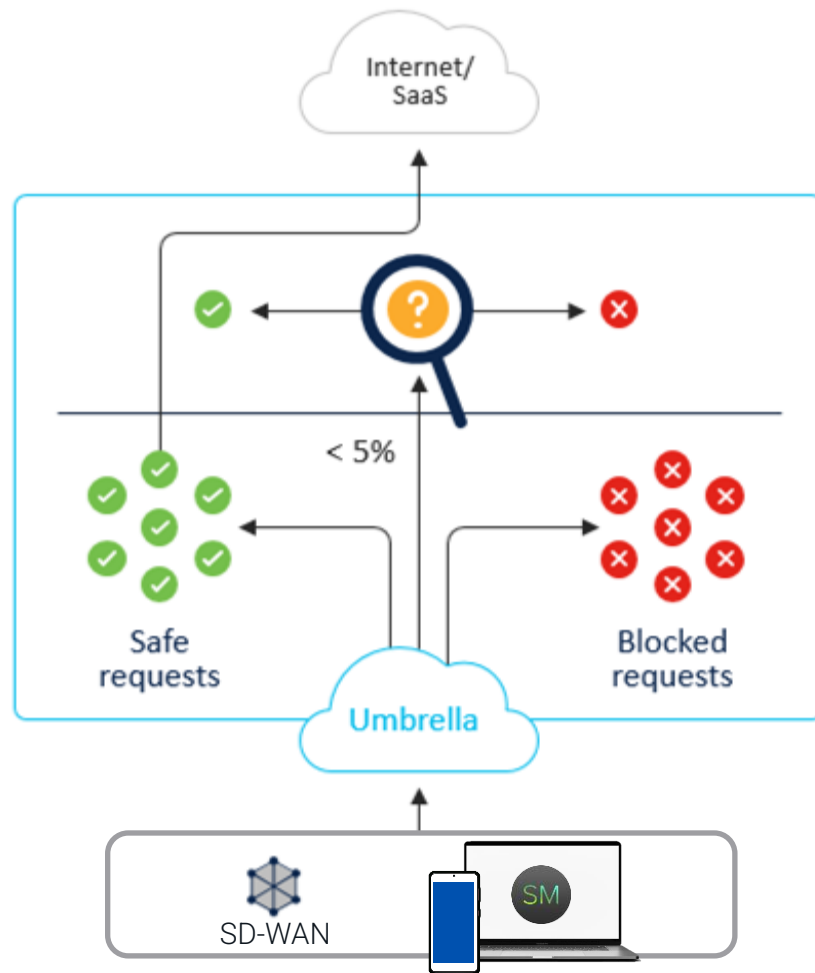 Internet/
SaaS
?
< 5%
Safe
requests
Blocked
requests
Umbrella
SD-WAN
SM